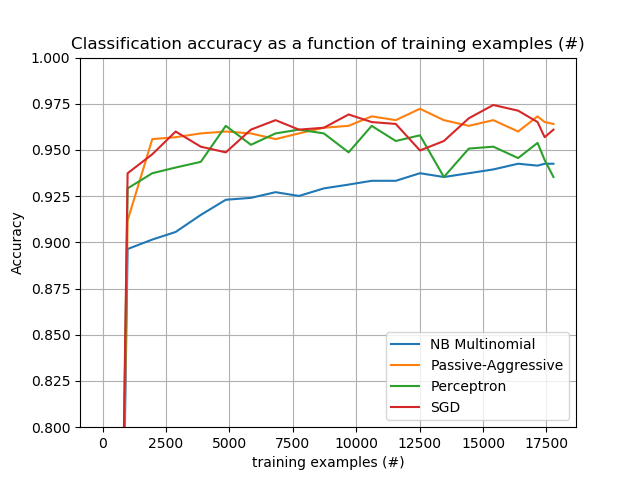 Classification accuracy as a function of training examples (#)
1.000
0.975
0.950
0.925
0.900
0.875
0.850
0.825
0.800
Accuracy
NB Multinomial
Passive-Aggressive
Perceptron
SGD
0 2500 5000 7500 10000 12500 15000 17500
training examples (#)